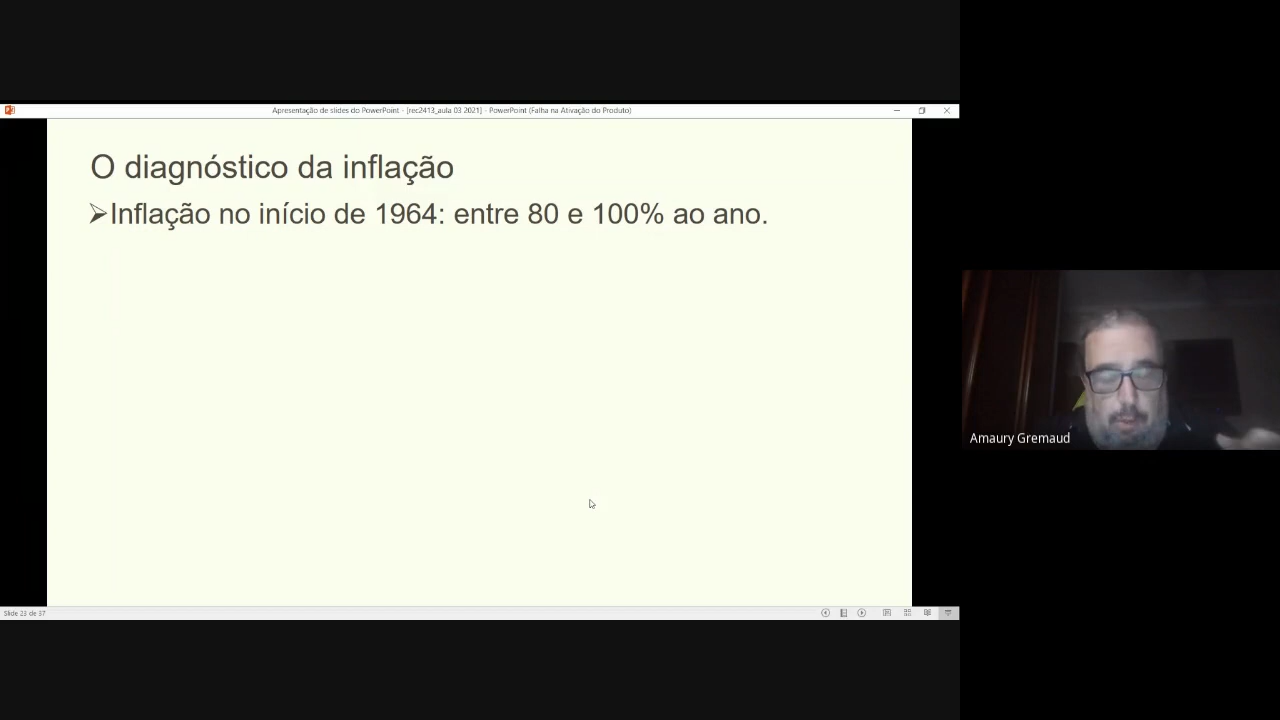 Apresentação de slides do PowerPoint - [rec2413_aula 03 2021] - PowerPoint (Falha na Ativação do Produto)
O diagnóstico da inflação
➢Inflação no início de 1964: entre 80 e 100% ao ano.
Amaury Gremaud
Slide 23 de 37